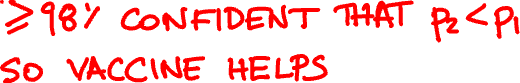 ≥98% CONFIDENT THAT p₂<p₁
SO VACCINE HELPS